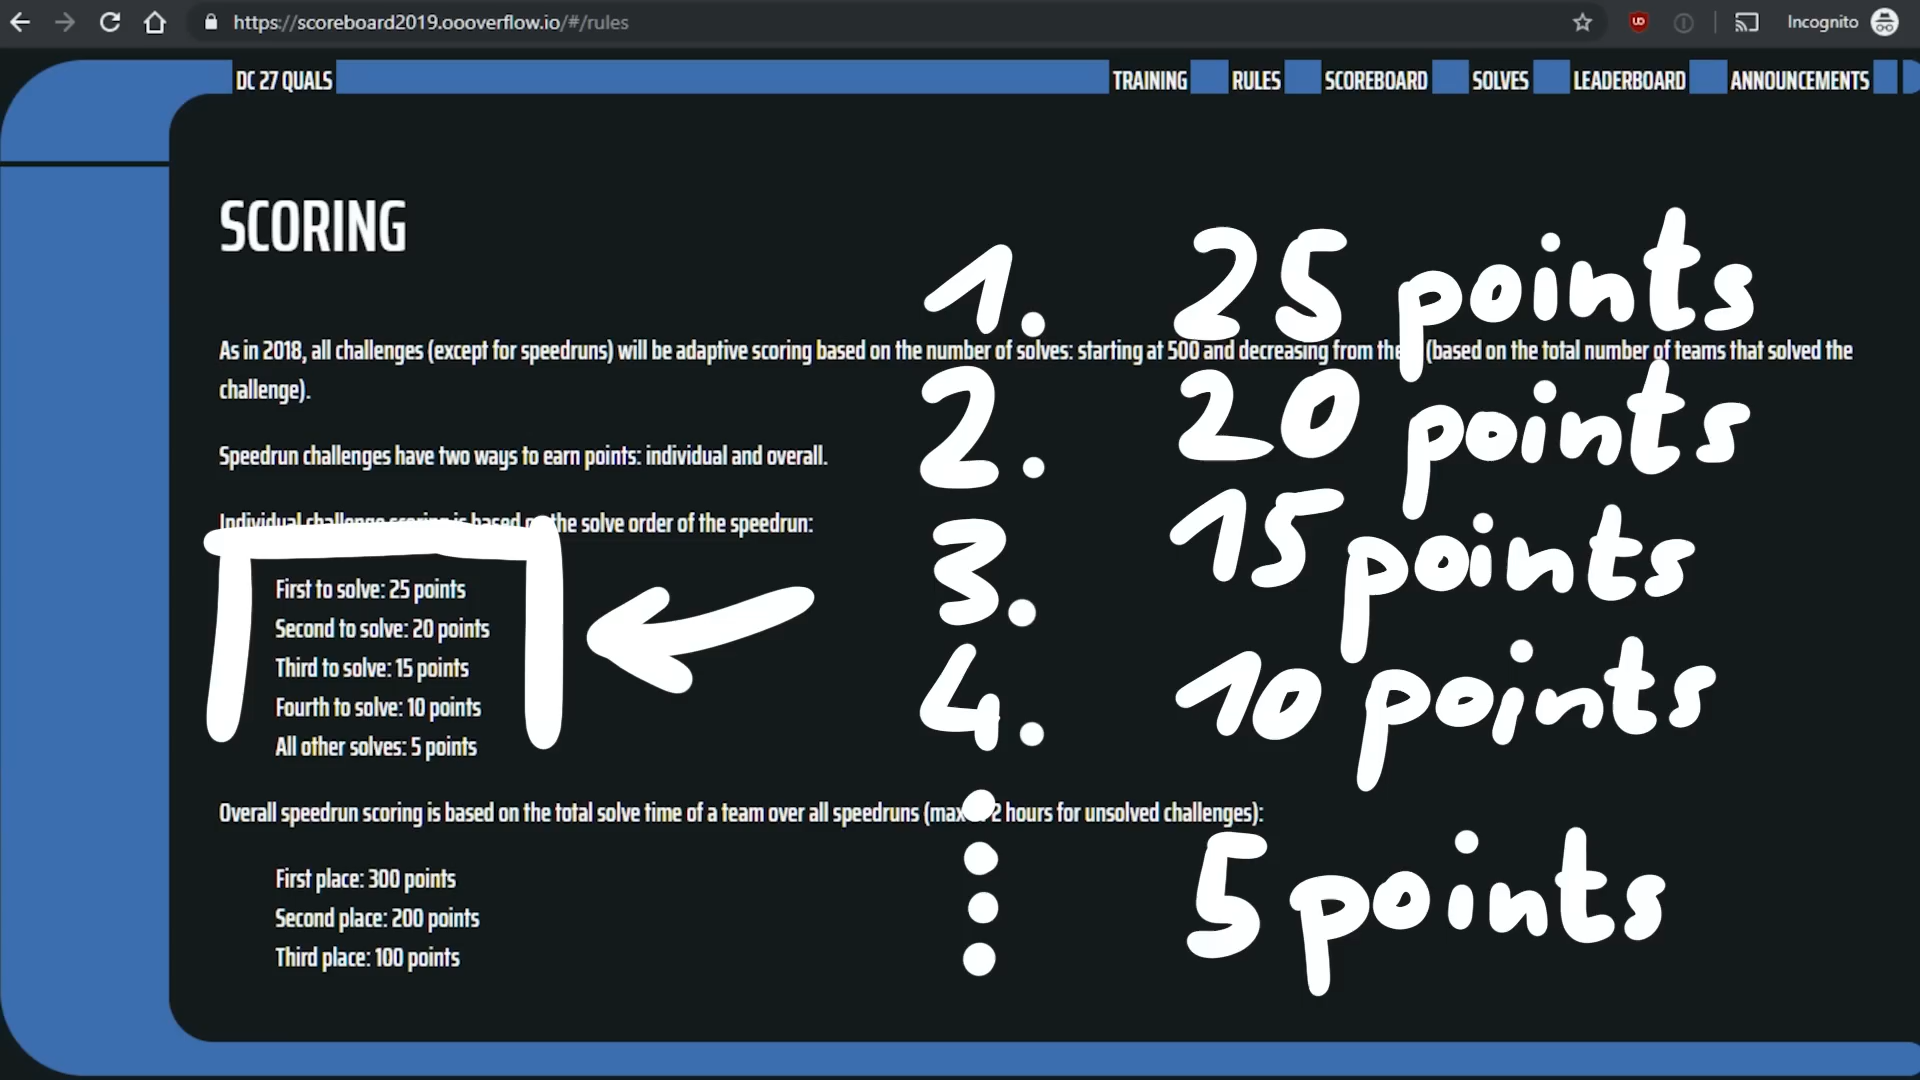 https://scoreboard2019.oooverflow.io/#/rules
Incognito
DC 27 QUALS
TRAINING
RULES
SCOREBOARD
SOLVES
LEADERBOARD
ANNOUNCEMENTS
SCORING
1. 25 points
As in 2018, all challenges (except for speedruns) will be adaptive scoring based on the number of solves: starting at 500 and decreasing from the (based on the total number of teams that solved the
challenge).
2. 20 points
Speedrun challenges have two ways to earn points: individual and overall.
Individual challenge scoring is based the solve order of the speedrun:
3. 15 points
First to solve: 25 points
Second to solve: 20 points
Third to solve: 15 points
Fourth to solve: 10 points
All other solves: 5 points
4. 10 points
Overall speedrun scoring is based on the total solve time of a team over all speedruns (max 2 hours for unsolved challenges):
5 points
First place: 300 points
Second place: 200 points
Third place: 100 points